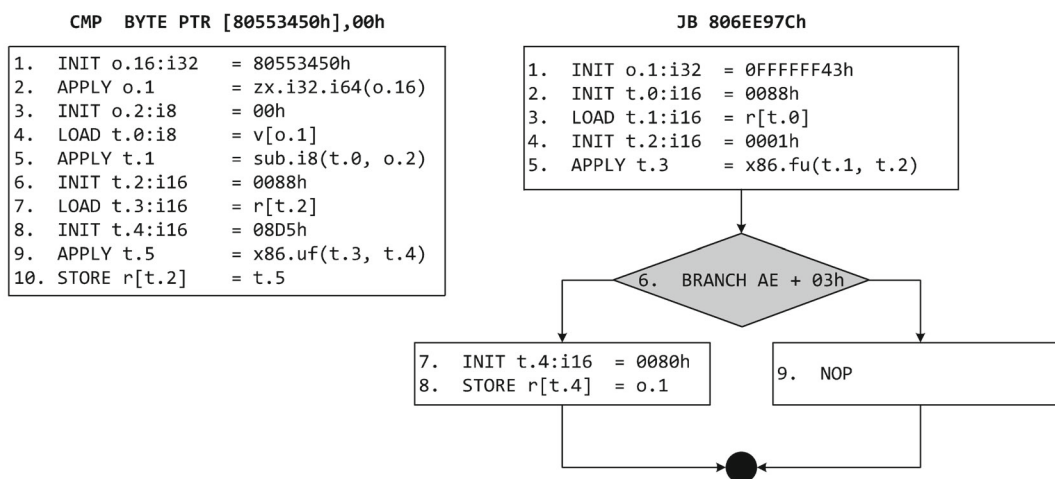 CMP BYTE PTR [80553450h],00h
1. INIT o.16:i32 = 80553450h
2. APPLY o.1 = zx.i32.i64(o.16)
3. INIT o.2:i8 = 00h
4. LOAD t.0:i8 = v[o.1]
5. APPLY t.1 = sub.i8(t.0, o.2)
6. INIT t.2:i16 = 0088h
7. LOAD t.3:i16 = r[t.2]
8. INIT t.4:i16 = 08D5h
9. APPLY t.5 = x86.uf(t.3, t.4)
10. STORE r[t.2] = t.5
JB 806EE97Ch
1. INIT o.1:i32 = 0FFFFFF43h
2. INIT t.0:i16 = 0088h
3. LOAD t.1:i16 = r[t.0]
4. INIT t.2:i16 = 0001h
5. APPLY t.3 = x86.fu(t.1, t.2)
6. BRANCH AE + 03h
7. INIT t.4:i16 = 0080h
8. STORE r[t.4] = o.1
9. NOP